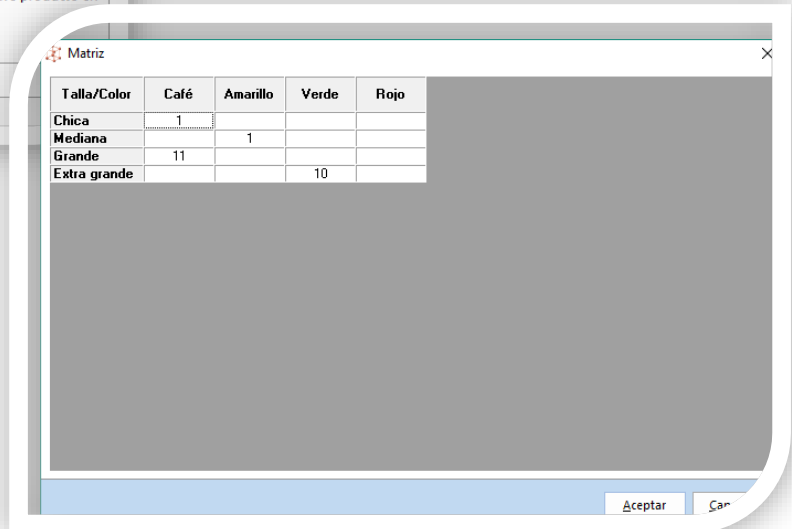 Matriz
Talla/Color Café Amarillo Verde Rojo
Chica 1
Mediana 1
Grande 11
Extra grande 10
Aceptar